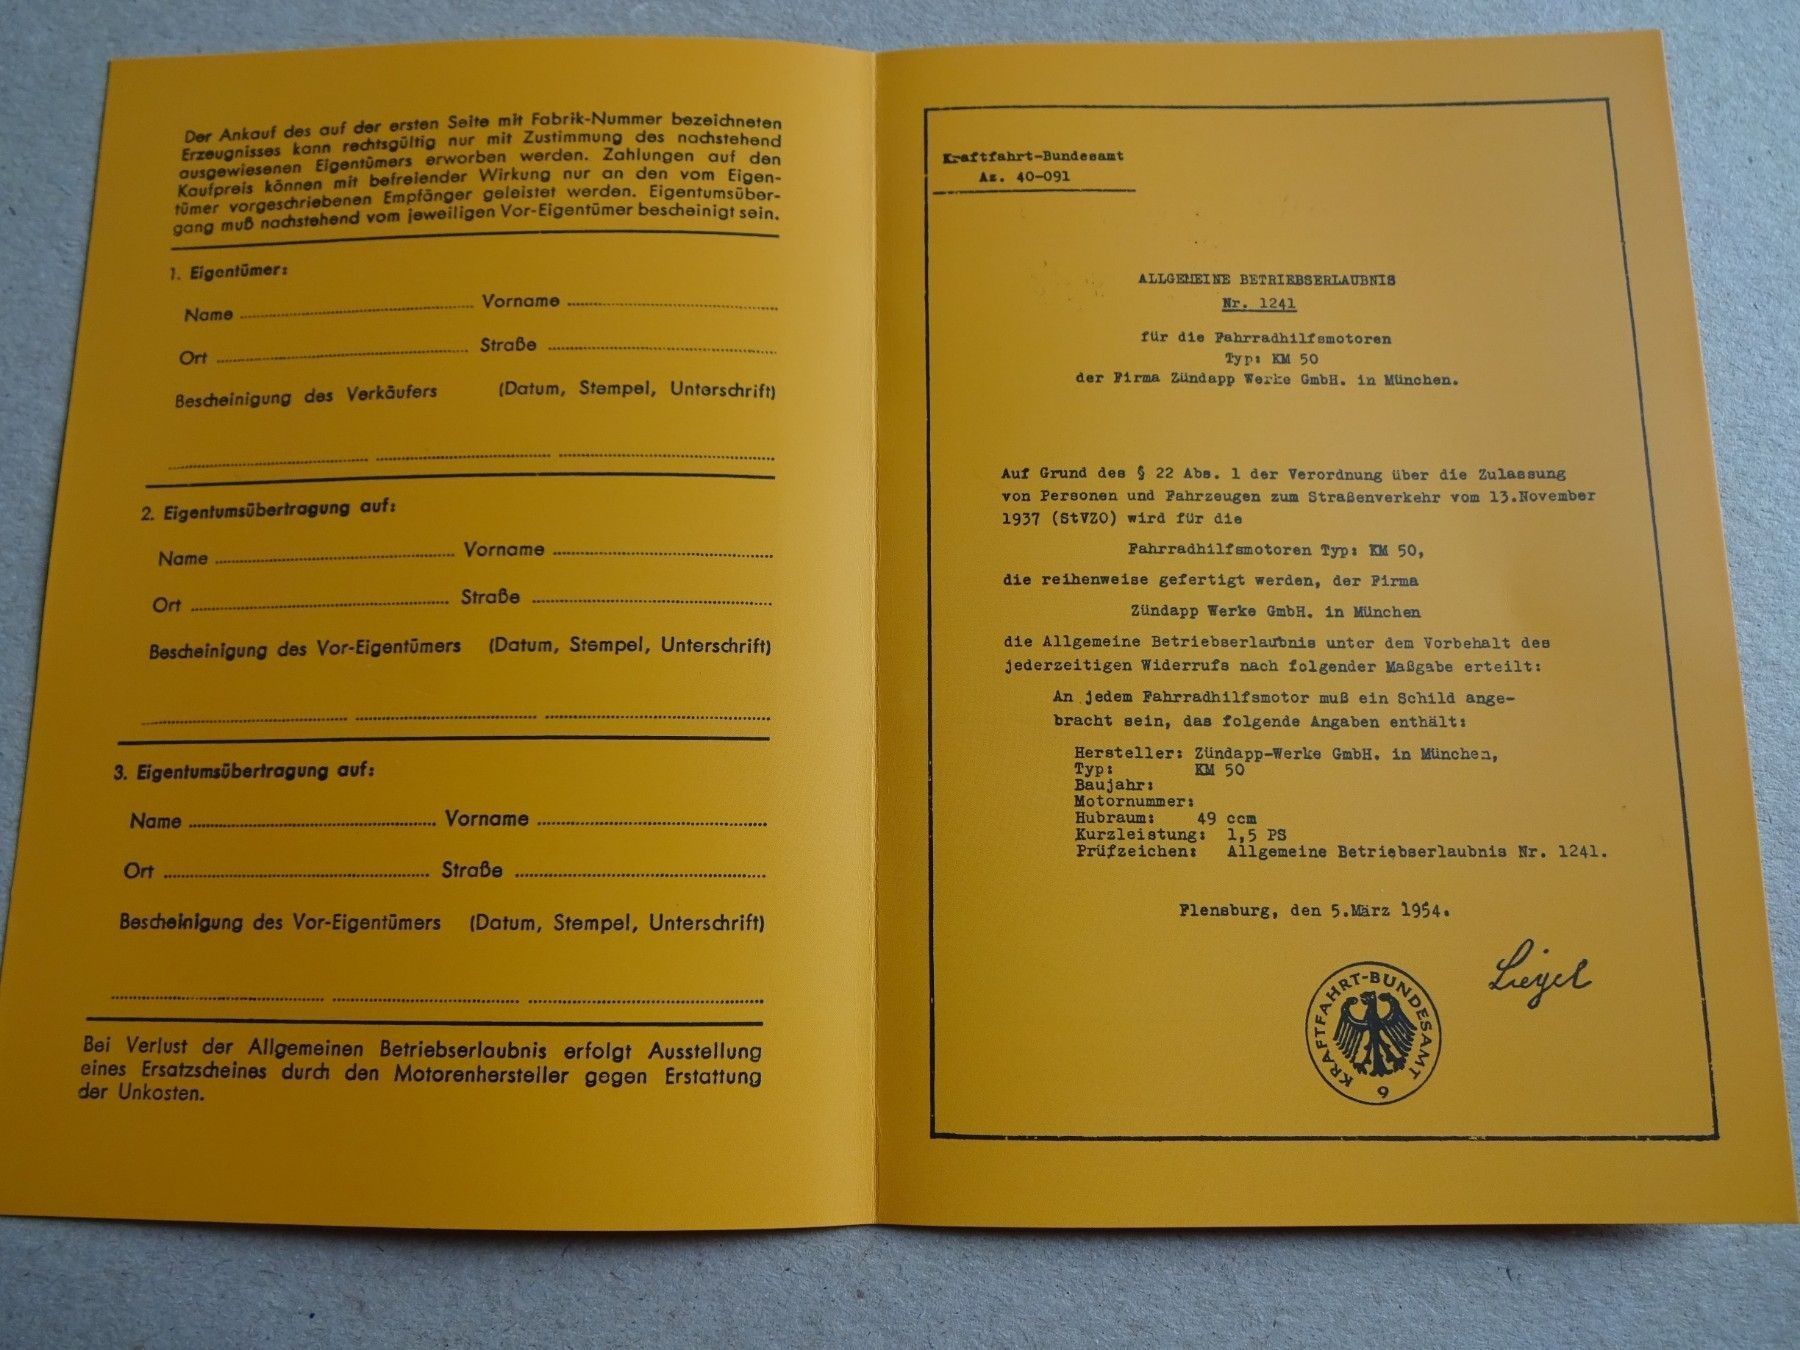 Der Ankauf des auf der ersten Seite mit Fabrik-Nummer bezeichneten
Erzeugnisses kann rechtsgültig nur mit Zustimmung des nachstehend
ausgewiesenen Eigentümers erworben werden. Zahlungen auf den
Kaufpreis können mit befreiender Wirkung nur an den vom Eigen-
tümer vorgeschriebenen Empfänger geleistet werden. Eigentumsüber-
gang muß nachstehend vom jeweiligen Vor-Eigentümer bescheinigt sein.
1. Eigentümer:
Name Vorname
Ort Straße
Bescheinigung des Verkäufers (Datum, Stempel, Unterschrift)
2. Eigentumsübertragung auf:
Name Vorname
Ort Straße
Bescheinigung des Vor-Eigentümers (Datum, Stempel, Unterschrift)
3. Eigentumsübertragung auf:
Name Vorname
Ort Straße
Bescheinigung des Vor-Eigentümers (Datum, Stempel, Unterschrift)
Bei Verlust der Allgemeinen Betriebserlaubnis erfolgt Ausstellung
eines Ersatzscheines durch den Motorenhersteller gegen Erstattung
der Unkosten.
Kraftfahrt-Bundesamt
Az. 40-091
ALLGEMEINE BETRIEBSERLAUBNIS
Nr. 1241
für die Fahrradhilfsmotoren
Typ: KM 50
der Firma Zündapp Werke GmbH. in München.
Auf Grund des § 22 Abs. 1 der Verordnung über die Zulassung
von Personen und Fahrzeugen zum Straßenverkehr vom 13.November
1937 (StVZO) wird für die
Fahrradhilfsmotoren Typ: KM 50,
die reihenweise gefertigt werden, der Firma
Zündapp Werke GmbH. in München
die Allgemeine Betriebserlaubnis unter dem Vorbehalt des
jederzeitigen Widerrufs nach folgender Maßgabe erteilt:
An jedem Fahrradhilfsmotor muß ein Schild ange-
bracht sein, das folgende Angaben enthält:
Hersteller: Zündapp-Werke GmbH. in München,
Typ: KM 50
Baujahr:
Motornummer:
Hubraum: 49 ccm
Kurzleistung: 1,5 PS
Prüfzeichen: Allgemeine Betriebserlaubnis Nr. 1241.
Flensburg, den 5.März 1954.
Liegel
KRAFTFAHRT-BUNDESAMT
9